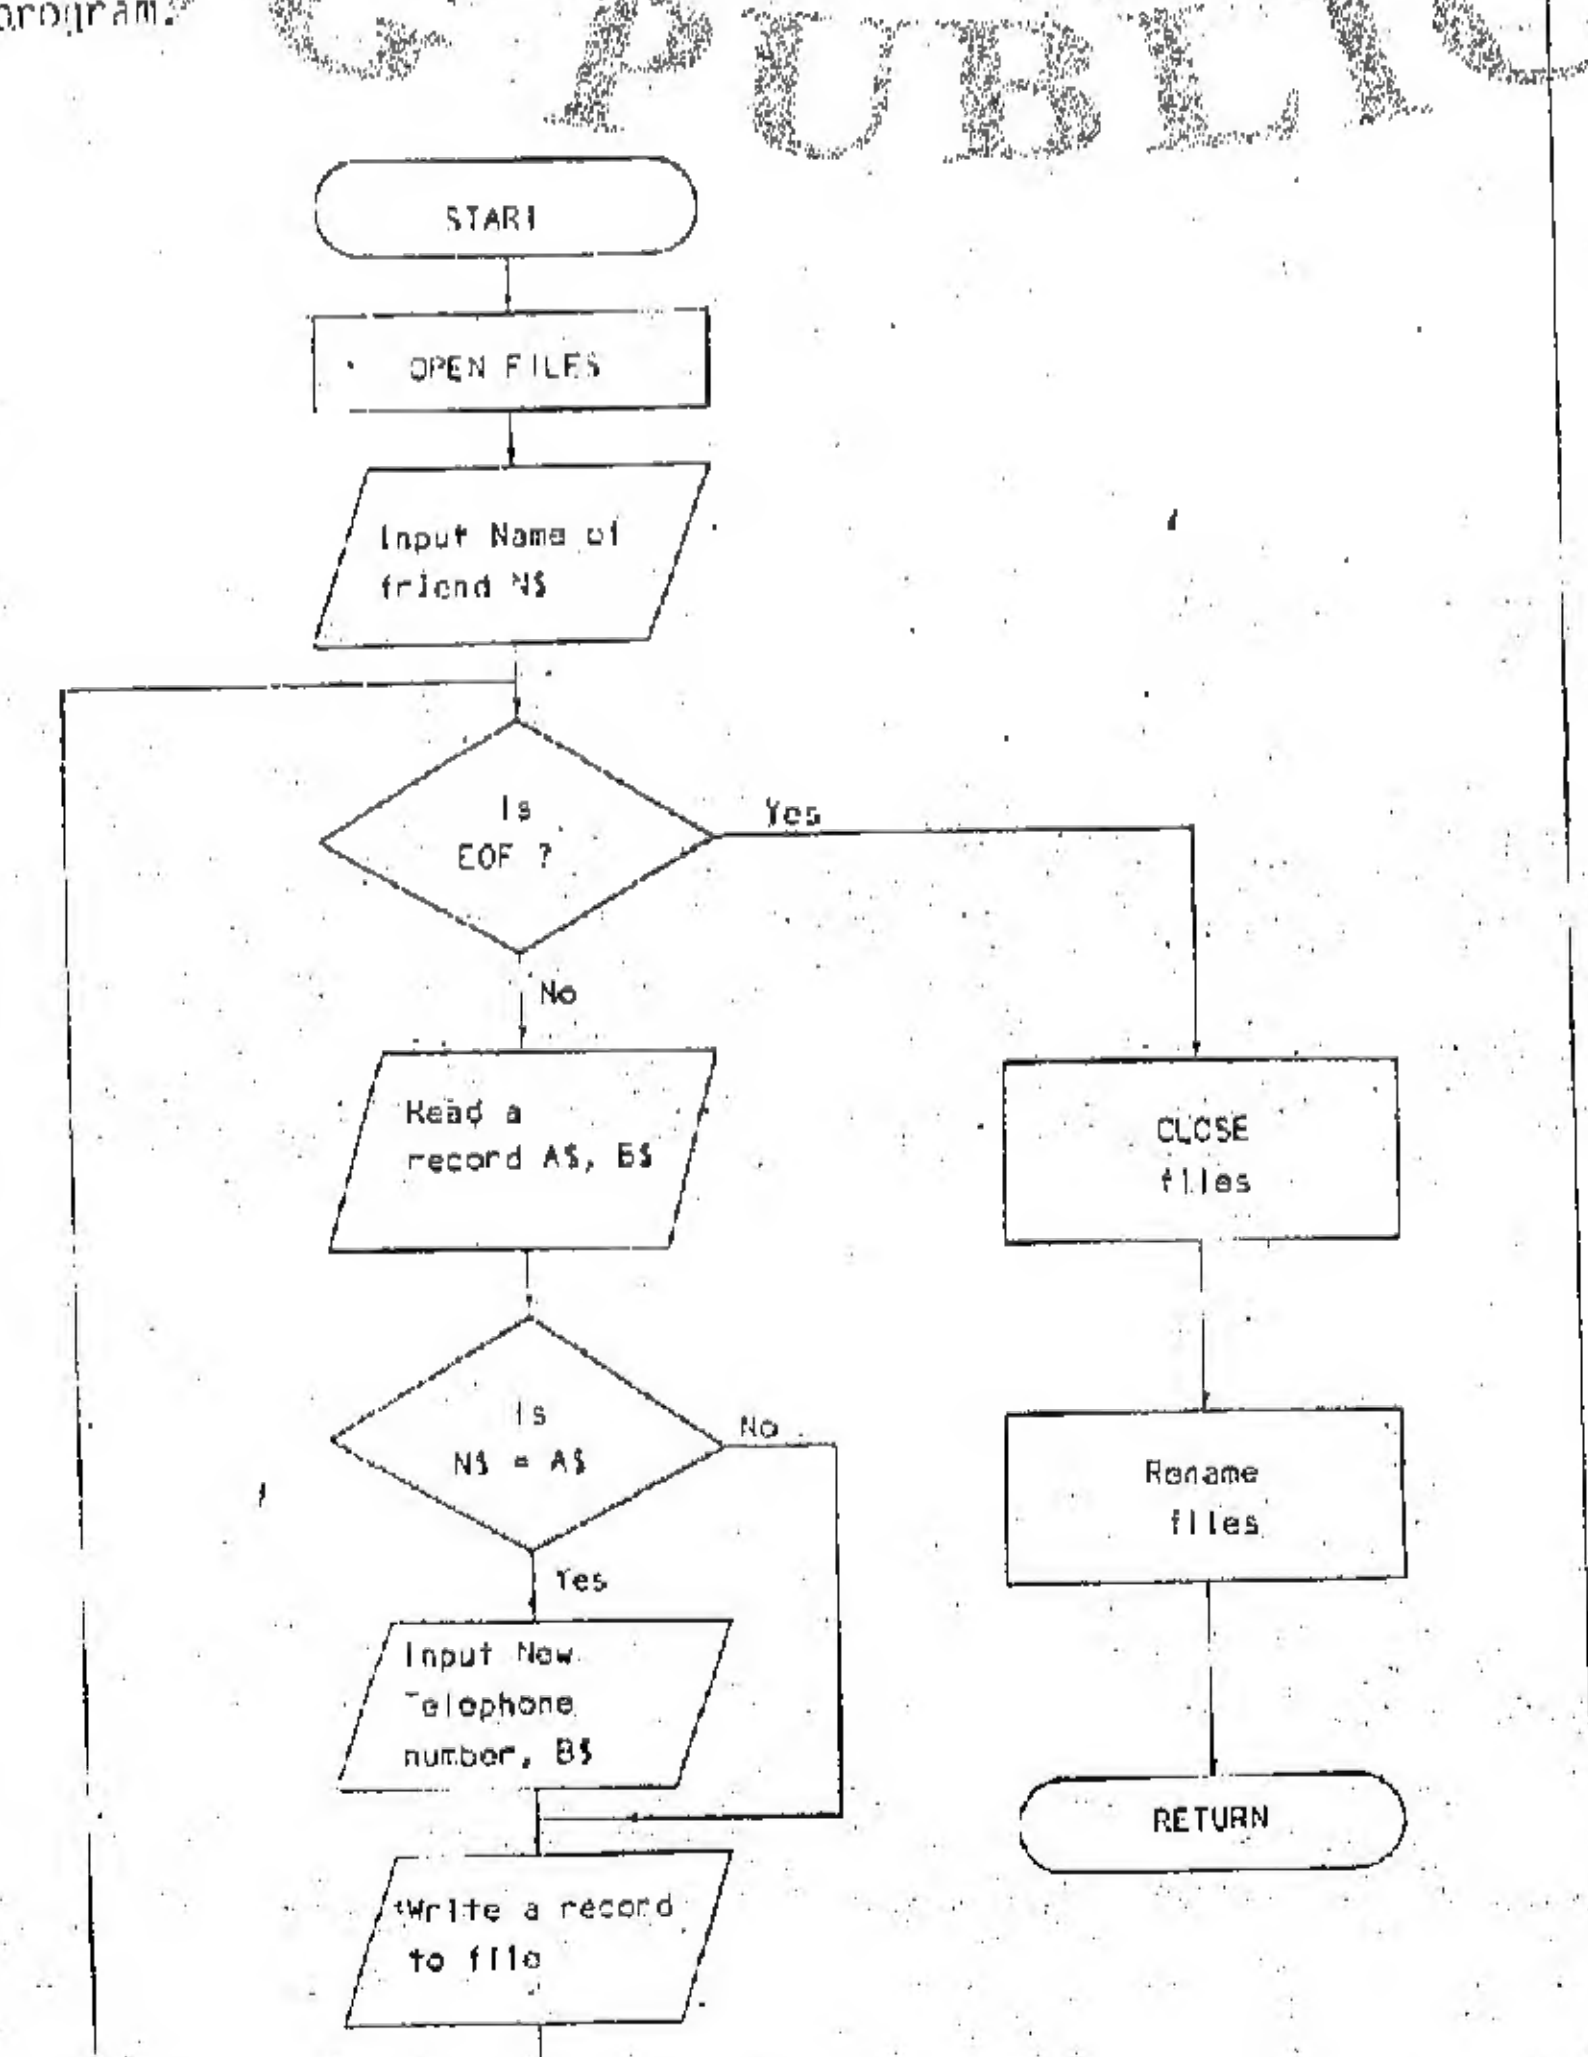 program.
PUBLIC
START
OPEN FILES
Input Name of
friend N$
Is
EOF ?
Yes
No
Read a
record A$, B$
CLOSE
files
Is
N$ = A$
No
Rename
files
Yes
Input New
Telephone
number, B$
RETURN
Write a record
to file